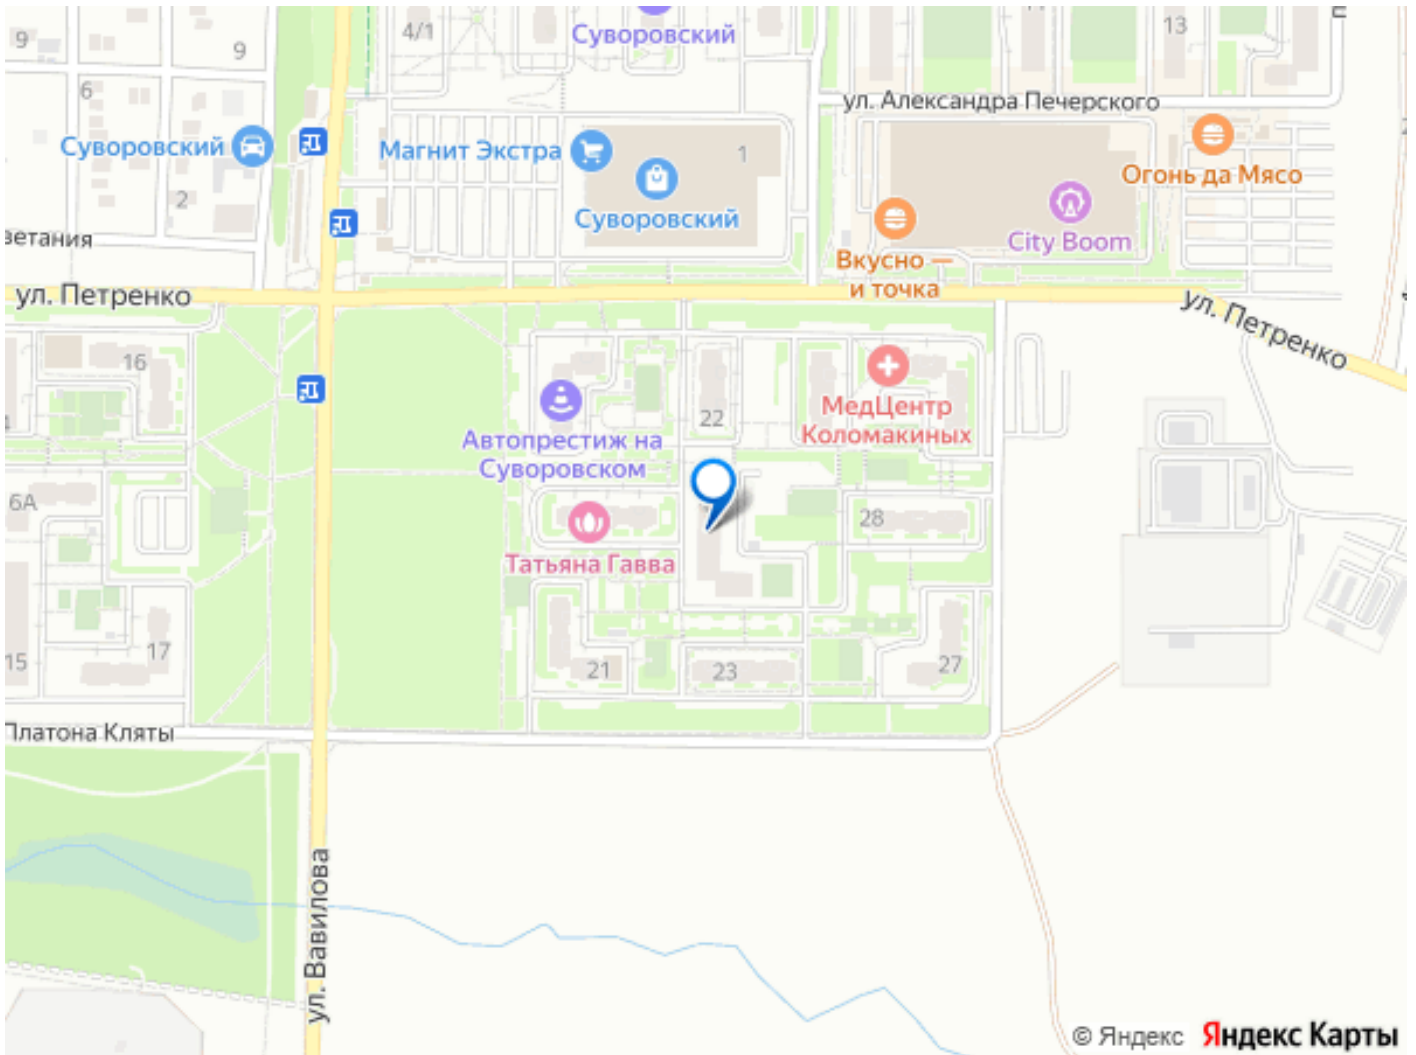 9
9
4/1
Суворовский
13
6
ул. Александра Печерского
Суворовский
Магнит Экстра
1
Огонь да Мясо
2
Суворовский
City Boom
ветания
Вкусно —
и точка
ул. Петренко
ул. Петренко
16
22
МедЦентр
Коломакиных
Автопрестиж на
Суворовском
6А
28
Татьяна Гавва
15
17
21
23
27
Платона Кляты
ул. Вавилова
© Яндекс Яндекс Карты